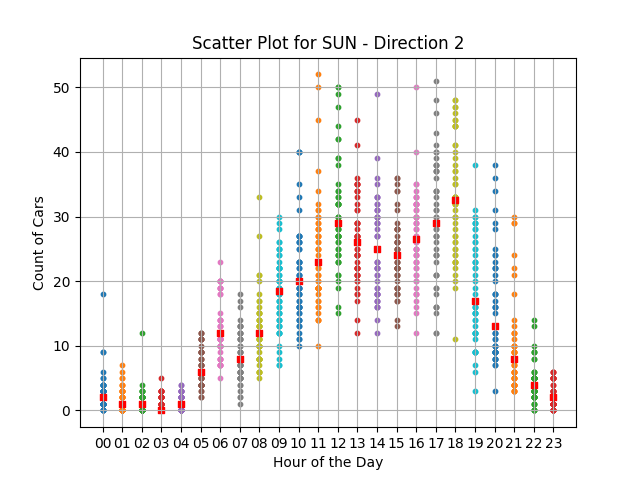 Scatter Plot for SUN - Direction 2
Count of Cars
50
40
30
20
10
0
00 01 02 03 04 05 06 07 08 09 10 11 12 13 14 15 16 17 18 19 20 21 22 23
Hour of the Day